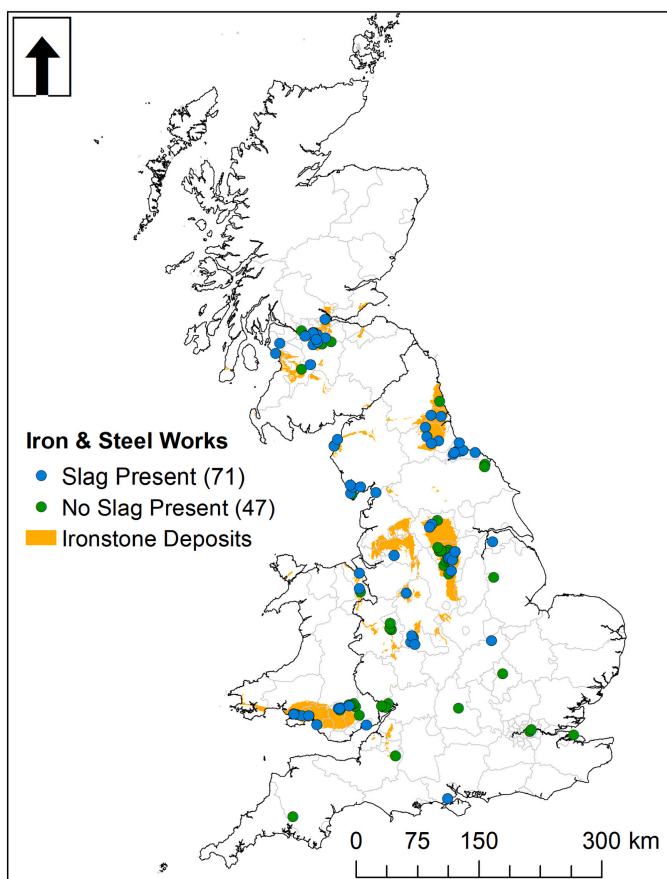 Iron & Steel Works
Slag Present (71)
No Slag Present (47)
Ironstone Deposits
0 75 150 300 km